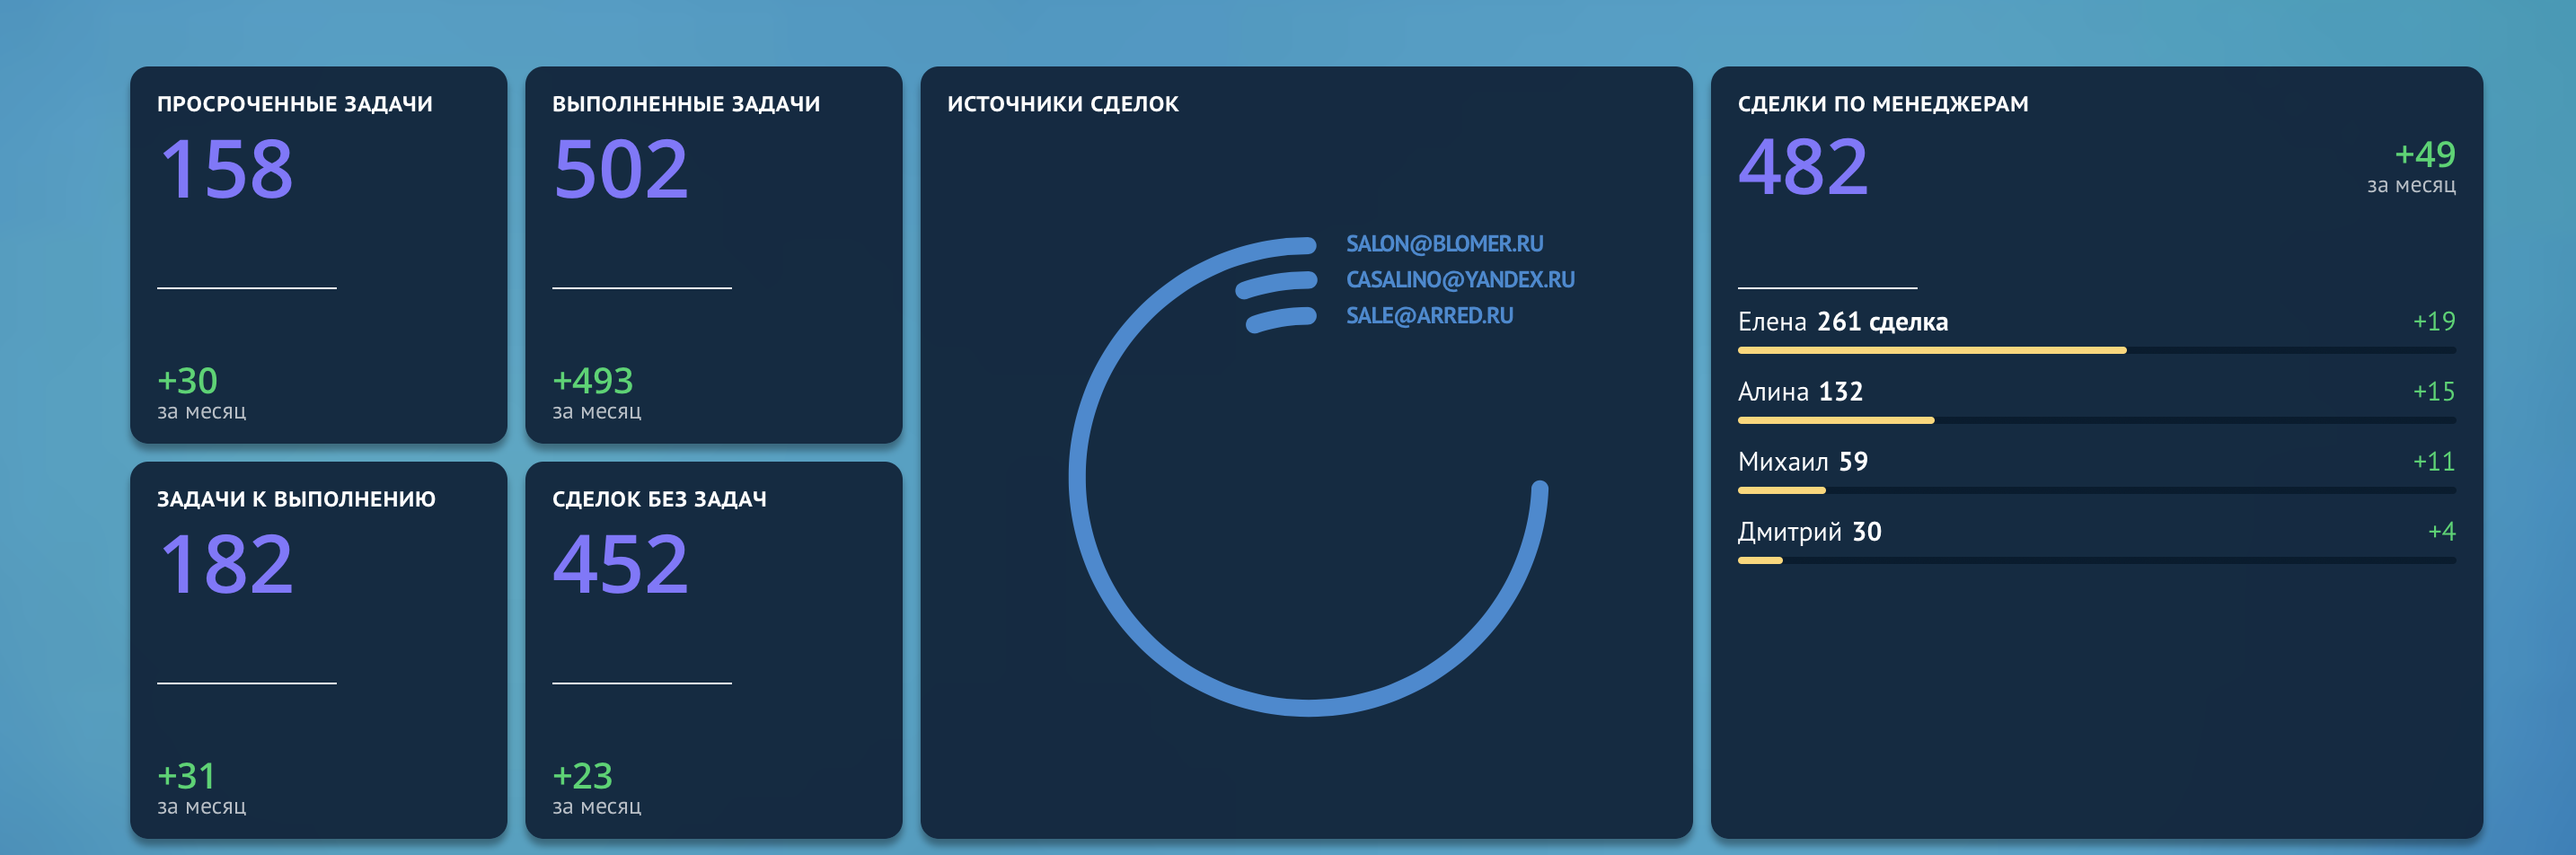 ПРОСРОЧЕННЫЕ ЗАДАЧИ
158
+30
за месяц
ВЫПОЛНЕННЫЕ ЗАДАЧИ
502
+493
за месяц
ЗАДАЧИ К ВЫПОЛНЕНИЮ
182
+31
за месяц
СДЕЛОК БЕЗ ЗАДАЧ
452
+23
за месяц
ИСТОЧНИКИ СДЕЛОК
SALON@BLOMER.RU
CASALINO@YANDEX.RU
SALE@ARRED.RU
СДЕЛКИ ПО МЕНЕДЖЕРАМ
482
+49
за месяц
Елена 261 сделка +19
Алина 132 +15
Михаил 59 +11
Дмитрий 30 +4